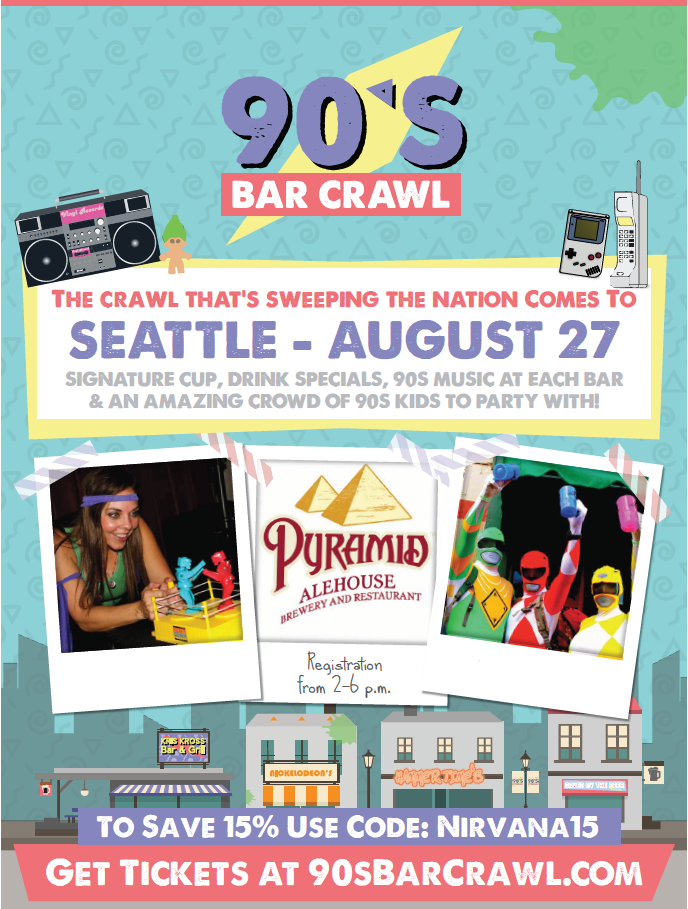 90's
BAR CRAWL
Vinyl Records
THE CRAWL THAT'S SWEEPING THE NATION COMES TO
SEATTLE - AUGUST 27
SIGNATURE CUP, DRINK SPECIALS, 90S MUSIC AT EACH BAR
& AN AMAZING CROWD OF 90S KIDS TO PARTY WITH!
PYRAMID
ALEHOUSE
BREWERY AND RESTAURANT
Registration
from 2-6 p.m.
KRIS KROSS
Bar & Grill
NICKELODEON'S
TO SAVE 15% USE CODE: NIRVANA15
GET TICKETS AT 90SBARCRAWL.COM